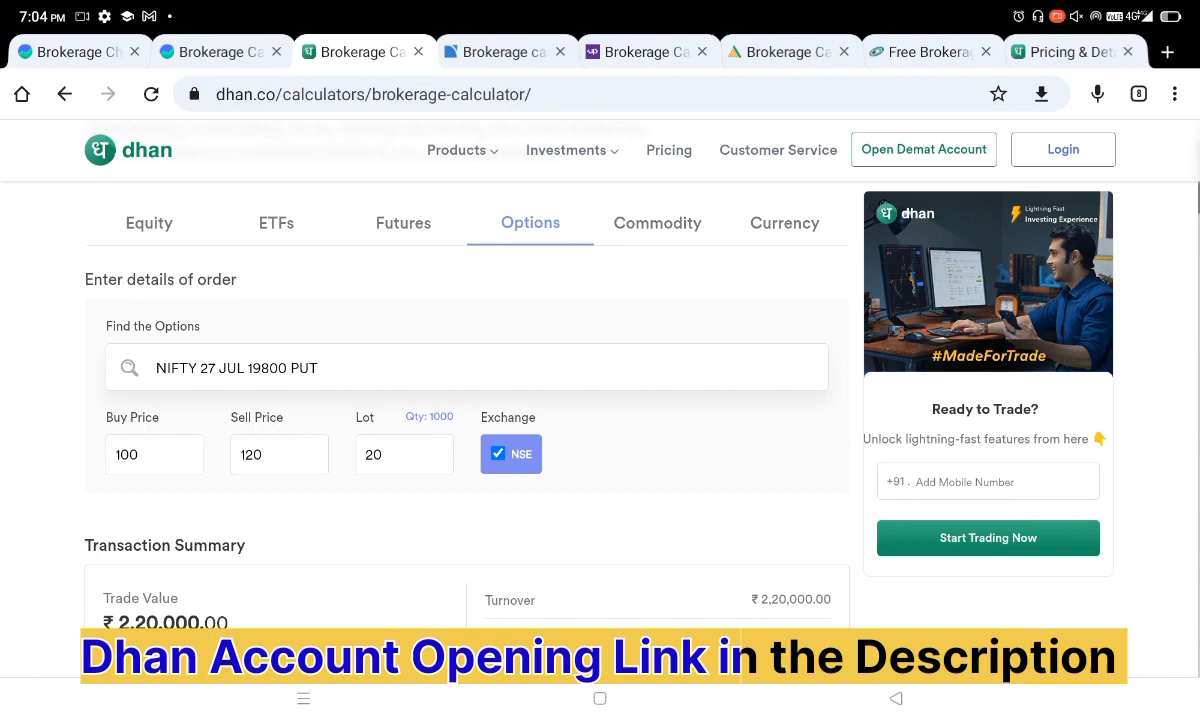 7:04 PM
VoLTE 4G+
Brokerage Ch
Brokerage Ca
Brokerage Ca
Brokerage ca
Brokerage Ca
Brokerage Ca
Free Brokerag
Pricing & Deta
up
dhan.co/calculators/brokerage-calculator/
8
ध dhan
Products
Investments
Pricing
Customer Service
Open Demat Account
Login
Equity
ETFs
Futures
Options
Commodity
Currency
Enter details of order
Find the Options
NIFTY 27 JUL 19800 PUT
Buy Price
Sell Price
Lot
Qty: 1000
Exchange
100
120
20
NSE
Transaction Summary
Trade Value
₹ 2,20,000.00
Turnover
₹ 2,20,000.00
ध dhan
Lightning Fast
Investing Experience
#MadeForTrade
Ready to Trade?
Unlock lightning-fast features from here 👇
+91 . Add Mobile Number
Start Trading Now
Dhan Account Opening Link in the Description